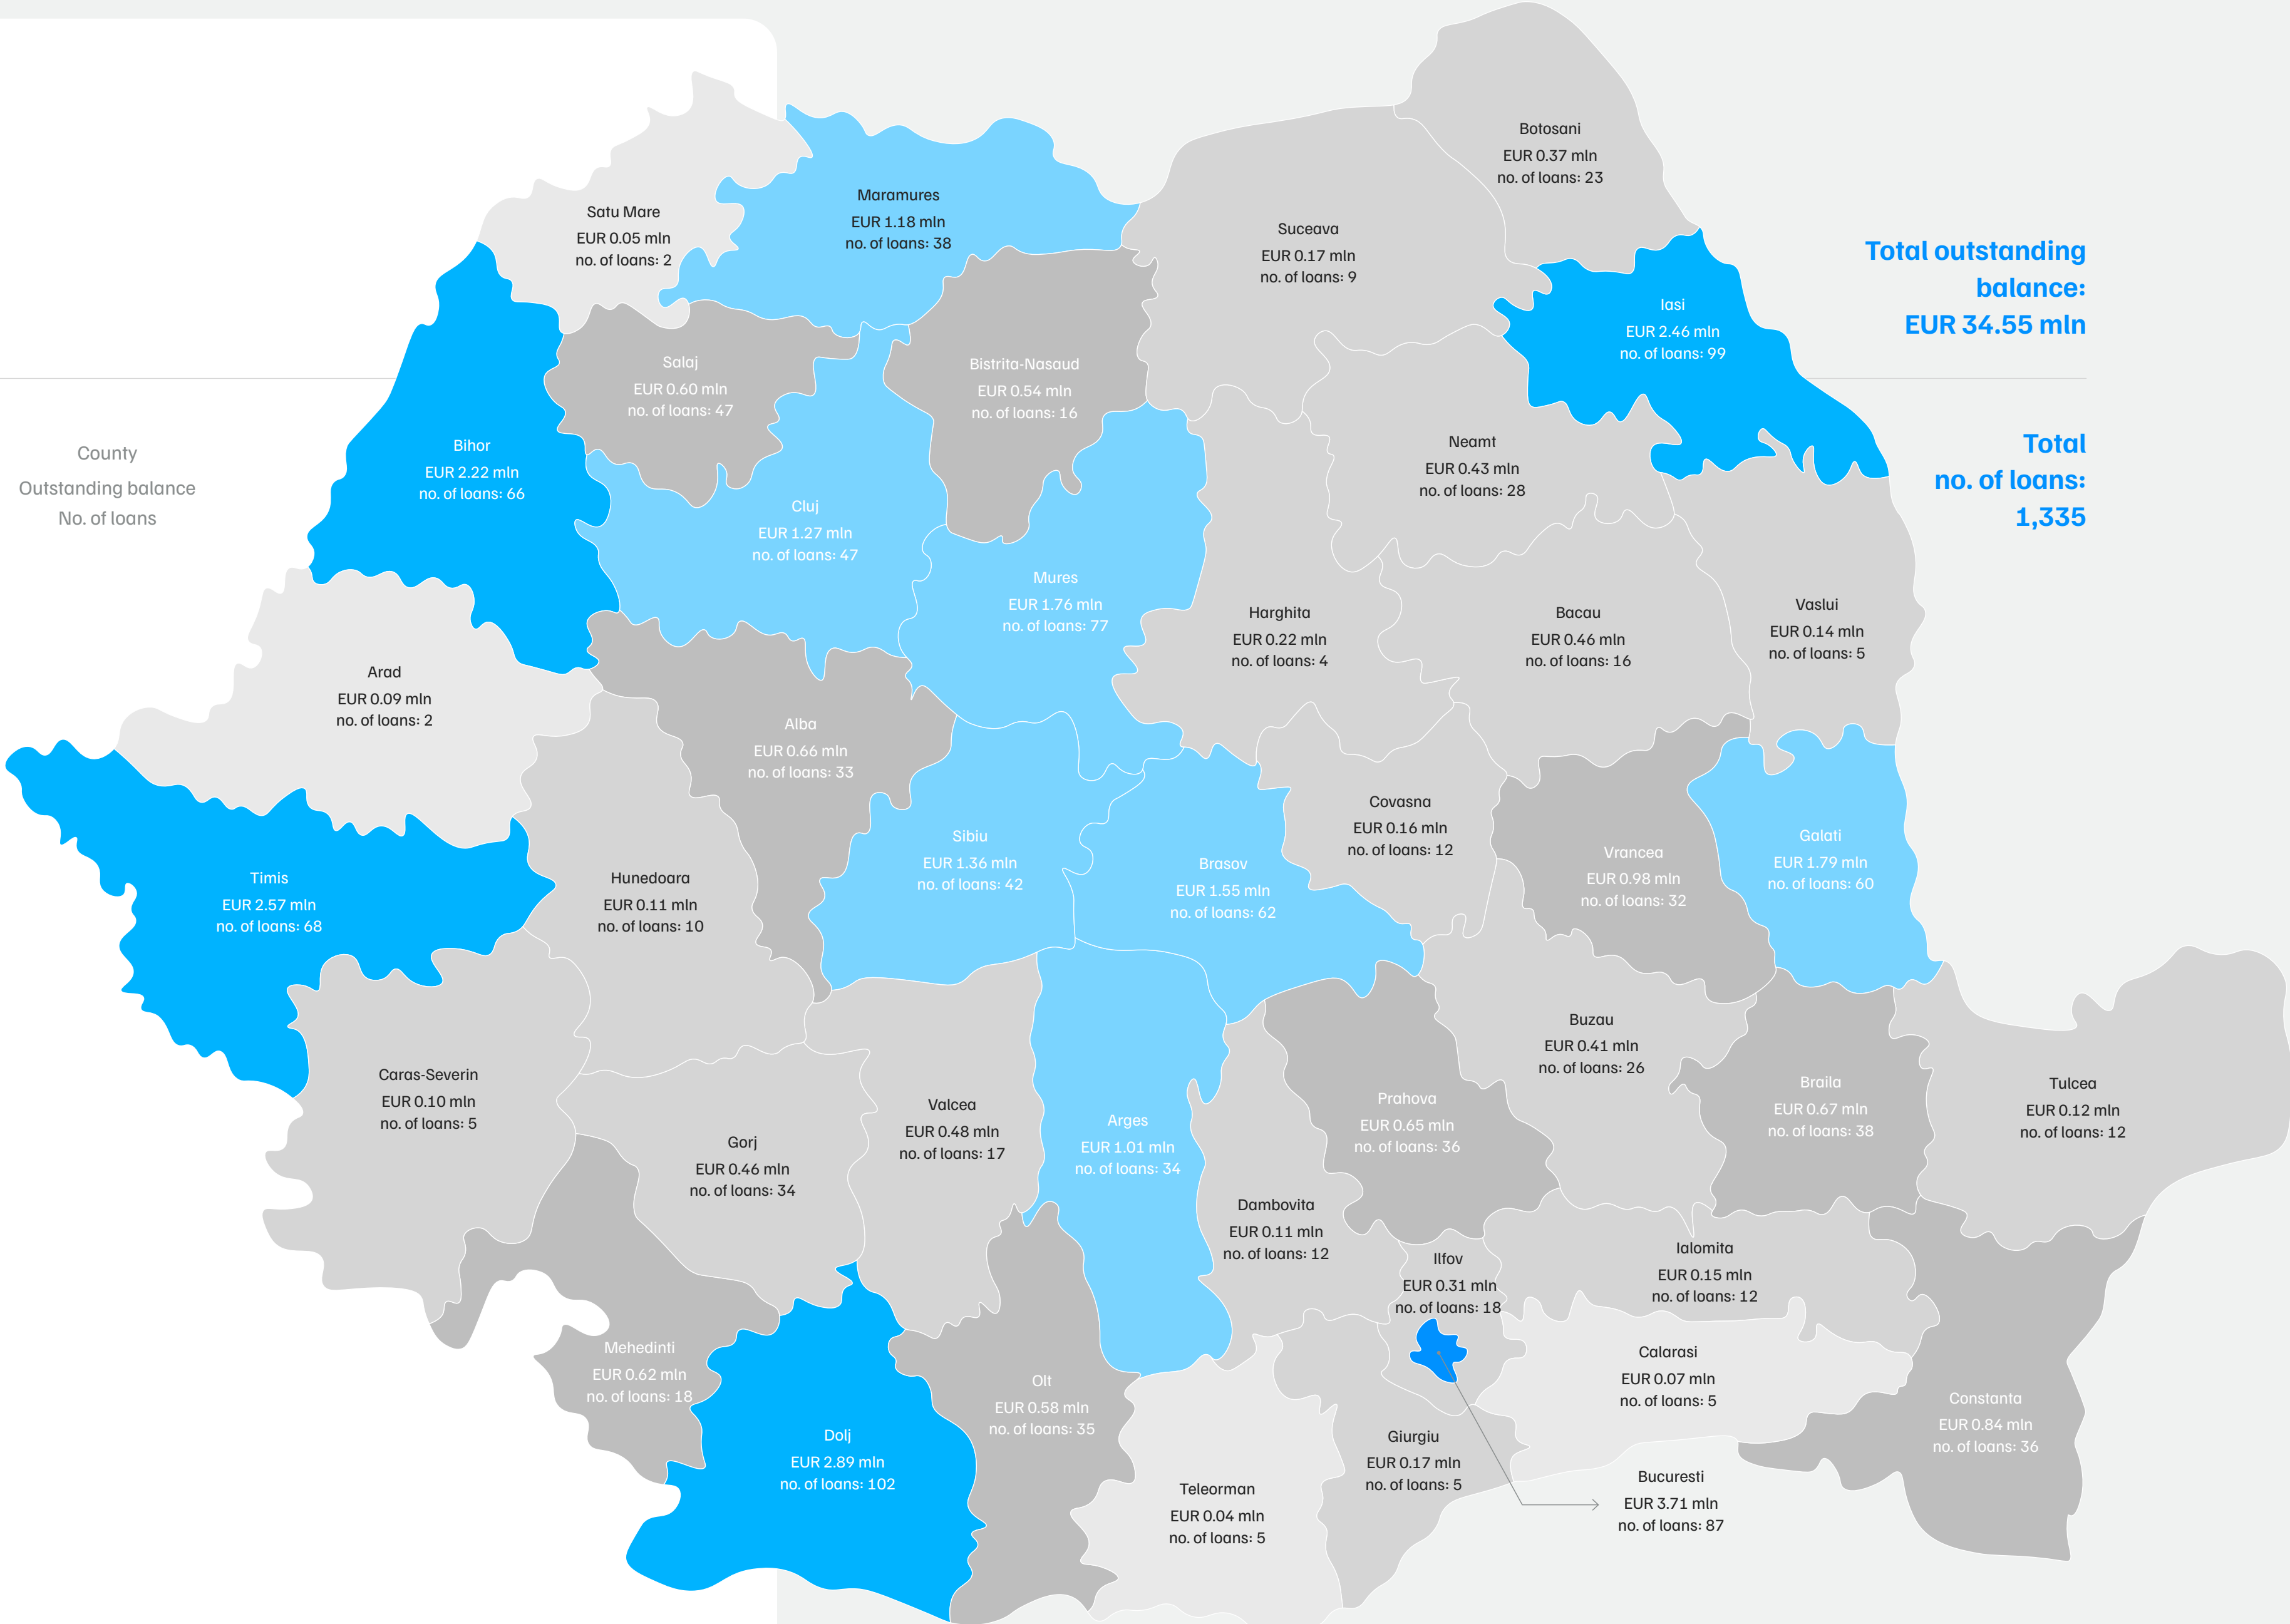 Botosani
EUR 0.37 mln
no. of loans: 23
Maramures
EUR 1.18 mln
no. of loans: 38
Satu Mare
EUR 0.05 mln
no. of loans: 2
Suceava
EUR 0.17 mln
no. of loans: 9
Total outstanding
balance:
EUR 34.55 mln
Iasi
EUR 2.46 mln
no. of loans: 99
Salaj
EUR 0.60 mln
no. of loans: 47
Bistrita-Nasaud
EUR 0.54 mln
no. of loans: 16
County
Outstanding balance
No. of loans
Bihor
EUR 2.22 mln
no. of loans: 66
Neamt
EUR 0.43 mln
no. of loans: 28
Total
no. of loans:
1,335
Cluj
EUR 1.27 mln
no. of loans: 47
Mures
EUR 1.76 mln
no. of loans: 77
Harghita
EUR 0.22 mln
no. of loans: 4
Bacau
EUR 0.46 mln
no. of loans: 16
Vaslui
EUR 0.14 mln
no. of loans: 5
Arad
EUR 0.09 mln
no. of loans: 2
Alba
EUR 0.66 mln
no. of loans: 33
Covasna
EUR 0.16 mln
no. of loans: 12
Sibiu
EUR 1.36 mln
no. of loans: 42
Brasov
EUR 1.55 mln
no. of loans: 62
Vrancea
EUR 0.98 mln
no. of loans: 32
Galati
EUR 1.79 mln
no. of loans: 60
Timis
EUR 2.57 mln
no. of loans: 68
Hunedoara
EUR 0.11 mln
no. of loans: 10
Buzau
EUR 0.41 mln
no. of loans: 26
Caras-Severin
EUR 0.10 mln
no. of loans: 5
Valcea
EUR 0.48 mln
no. of loans: 17
Arges
EUR 1.01 mln
no. of loans: 34
Prahova
EUR 0.65 mln
no. of loans: 36
Braila
EUR 0.67 mln
no. of loans: 38
Tulcea
EUR 0.12 mln
no. of loans: 12
Gorj
EUR 0.46 mln
no. of loans: 34
Dambovita
EUR 0.11 mln
no. of loans: 12
Ilfov
EUR 0.31 mln
no. of loans: 18
Ialomita
EUR 0.15 mln
no. of loans: 12
Mehedinti
EUR 0.62 mln
no. of loans: 18
Calarasi
EUR 0.07 mln
no. of loans: 5
Olt
EUR 0.58 mln
no. of loans: 35
Constanta
EUR 0.84 mln
no. of loans: 36
Dolj
EUR 2.89 mln
no. of loans: 102
Giurgiu
EUR 0.17 mln
no. of loans: 5
Teleorman
EUR 0.04 mln
no. of loans: 5
Bucuresti
EUR 3.71 mln
no. of loans: 87